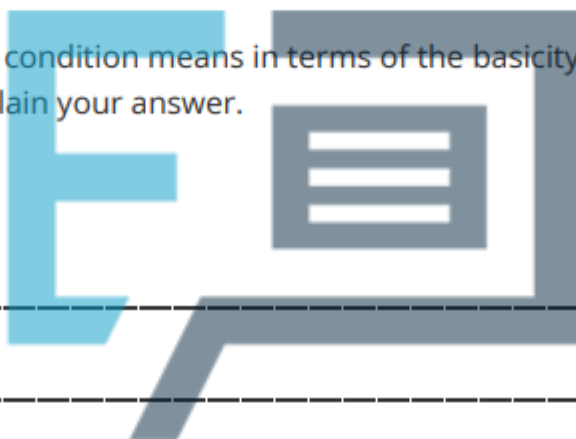 condition means in terms of the basicity
lain your answer.